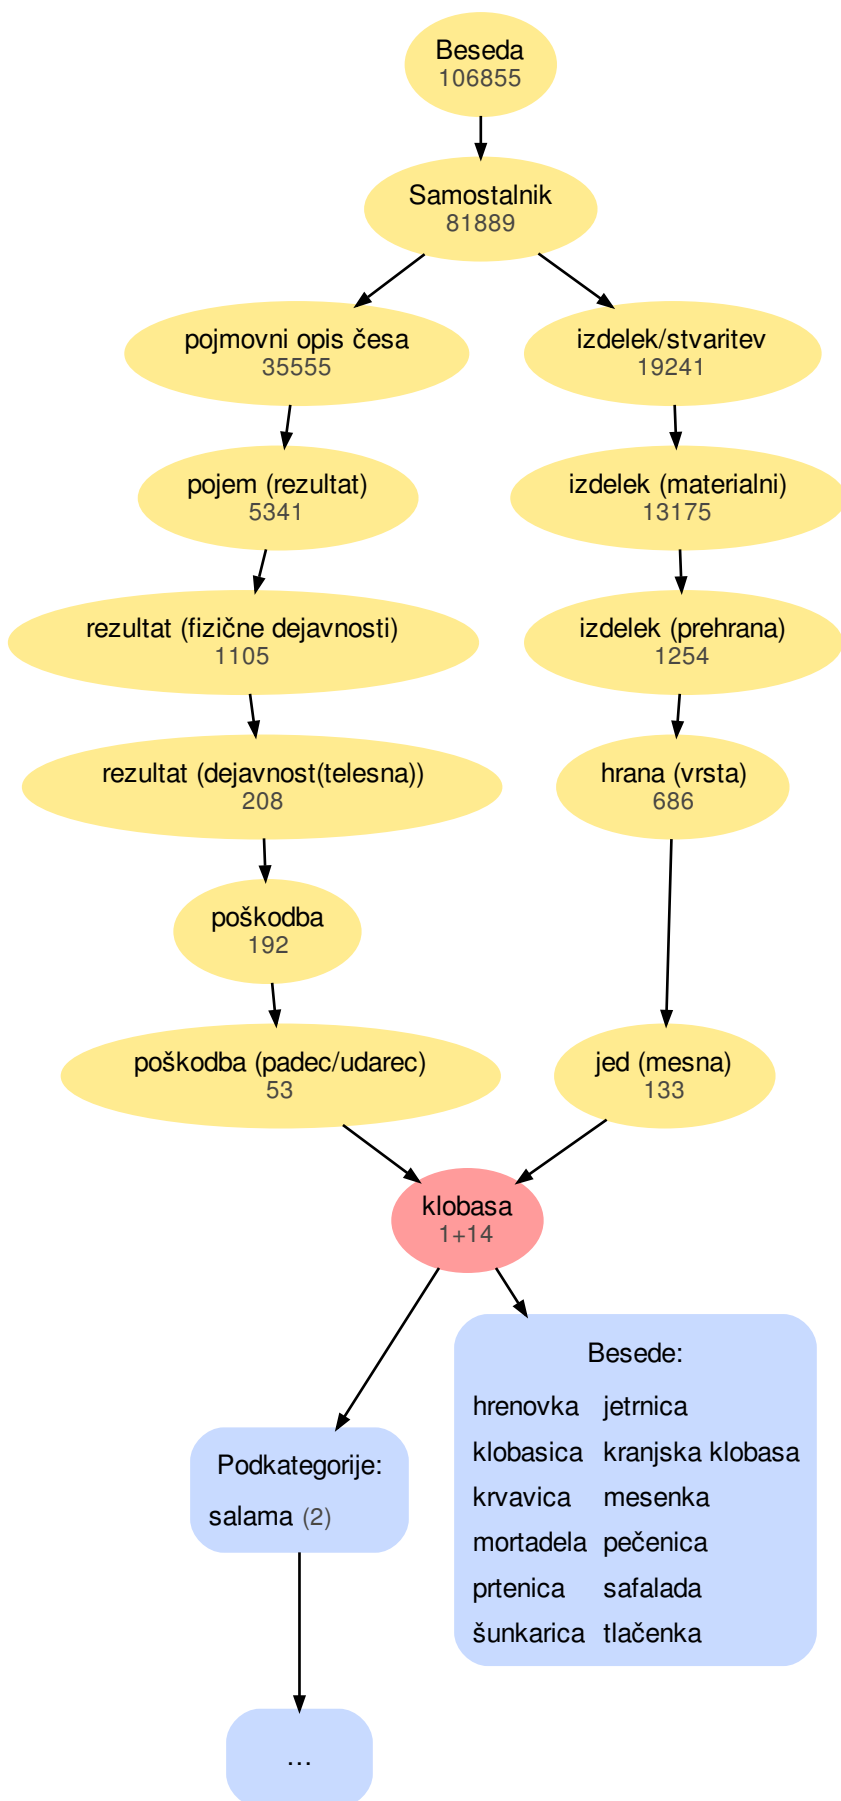 Beseda
106855
Samostalnik
81889
pojmovni opis česa
35555
izdelek/stvaritev
19241
pojem (rezultat)
5341
izdelek (materialni)
13175
rezultat (fizične dejavnosti)
1105
izdelek (prehrana)
1254
rezultat (dejavnost(telesna))
208
hrana (vrsta)
686
poškodba
192
poškodba (padec/udarec)
53
jed (mesna)
133
klobasa
1+14
Besede:
hrenovka jetrnica
klobasica kranjska klobasa
krvavica mesenka
mortadela pečenica
prtenica safalada
šunkarica tlačenka
Podkategorije:
salama (2)
...